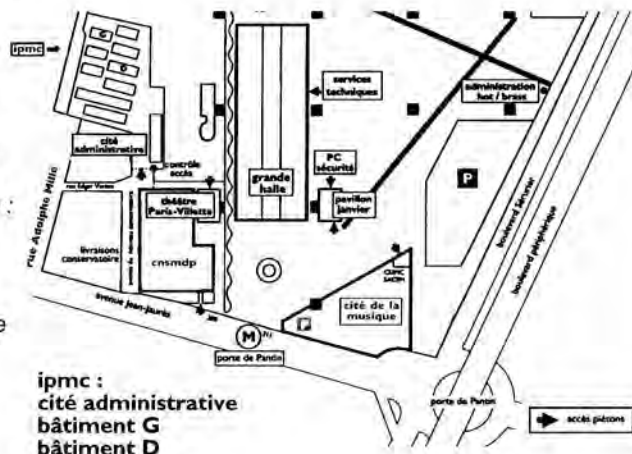 ipmc
G
G
services
techniques
administration
hot / brass
cité
administrative
contrôle
accès
PC
sécurité
grande
halle
pavillon
janvier
P
rue Adolphe Mille
rue Edgar Varèse
théâtre
Paris-Villette
livraisons
conservatoire
cnsmdp
boulevard Sérurier
boulevard périphérique
cité de la
musique
avenue Jean-Jaurès
M
porte de Pantin
porte de Pantin
accès piétons
ipmc :
cité administrative
bâtiment G
bâtiment D